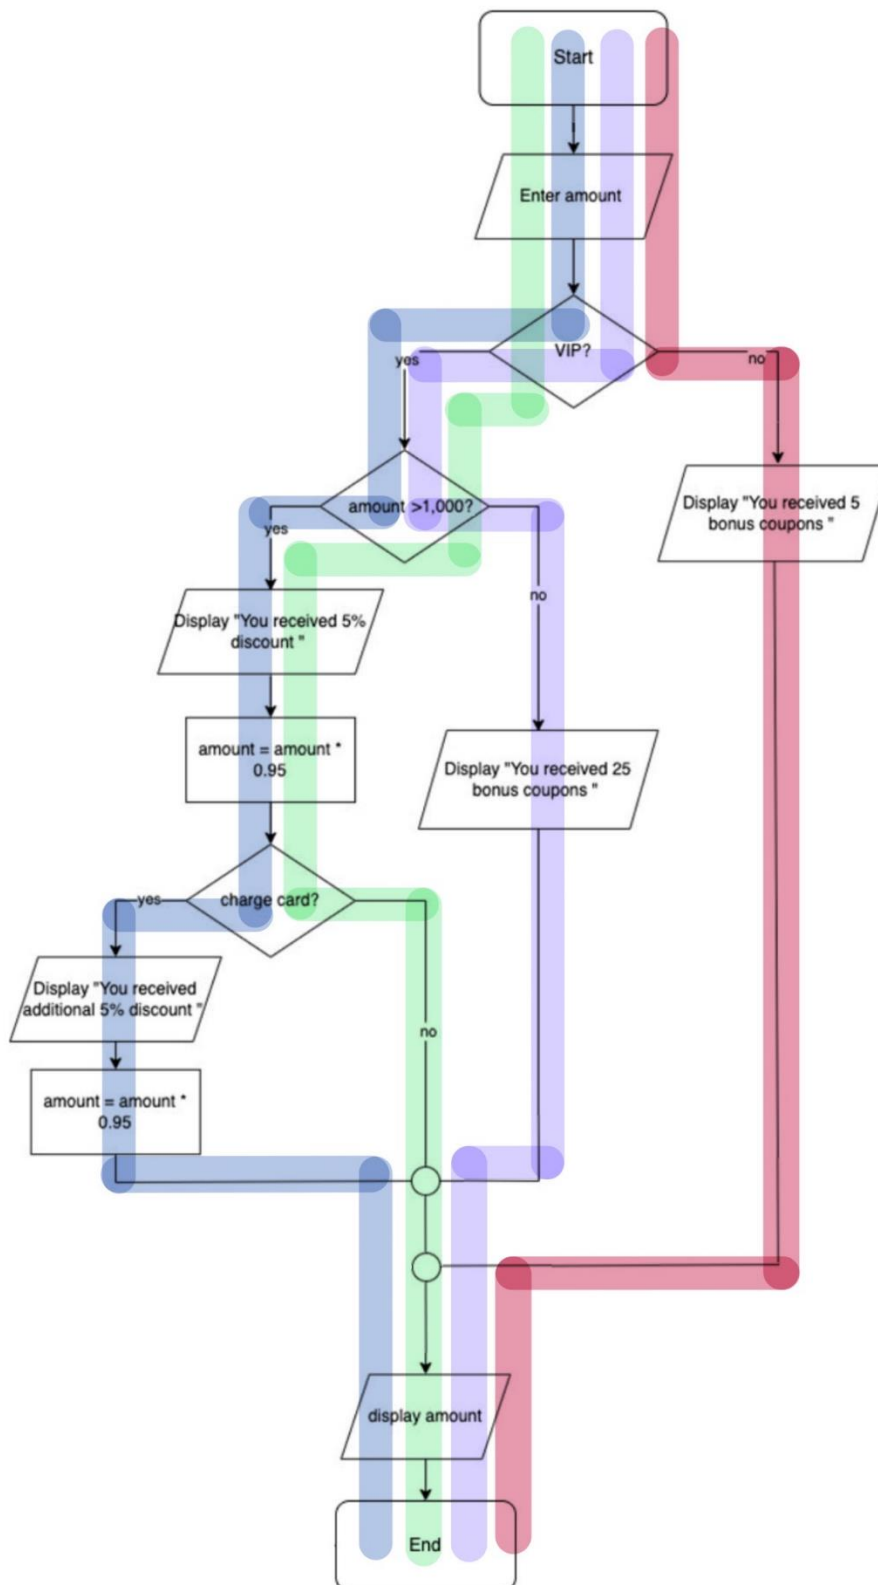 Start
Enter amount
VIP?
yes
no
amount >1,000?
Display "You received 5
bonus coupons "
yes
no
Display "You received 5%
discount "
amount = amount *
0.95
Display "You received 25
bonus coupons "
charge card?
yes
Display "You received
additional 5% discount "
no
amount = amount *
0.95
display amount
End